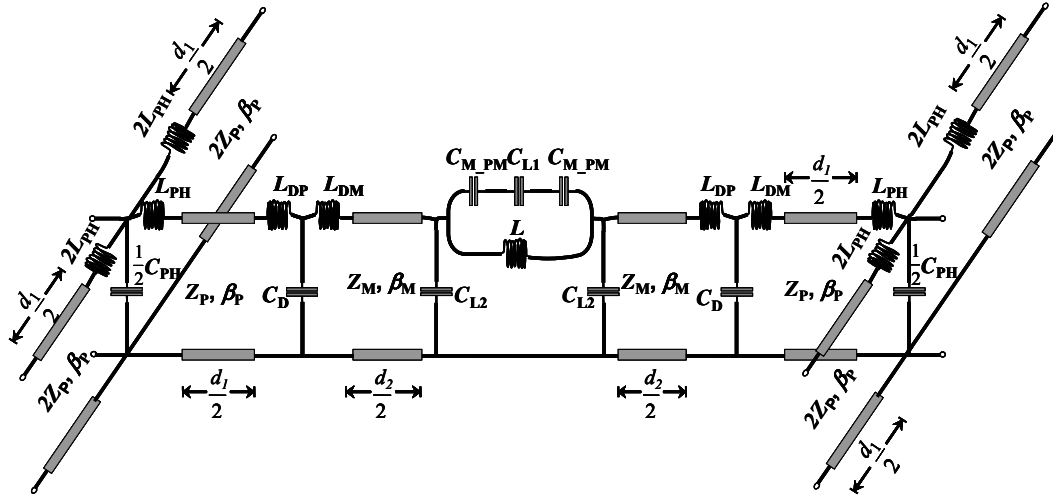 d1/2
d1/2
2LPH
2LPH
2ZP, βP
2ZP, βP
CM_PM CL1 CM_PM
d1/2
LPH
LDP LDM
LDP LDM
LPH
L
2LPH
2LPH
1/2 CPH
1/2 CPH
d1/2
ZP, βP
CD
ZM, βM
CL2
CL2
ZM, βM
CD
ZP, βP
2ZP, βP
2ZP, βP
d1/2
d2/2
d2/2
d1/2